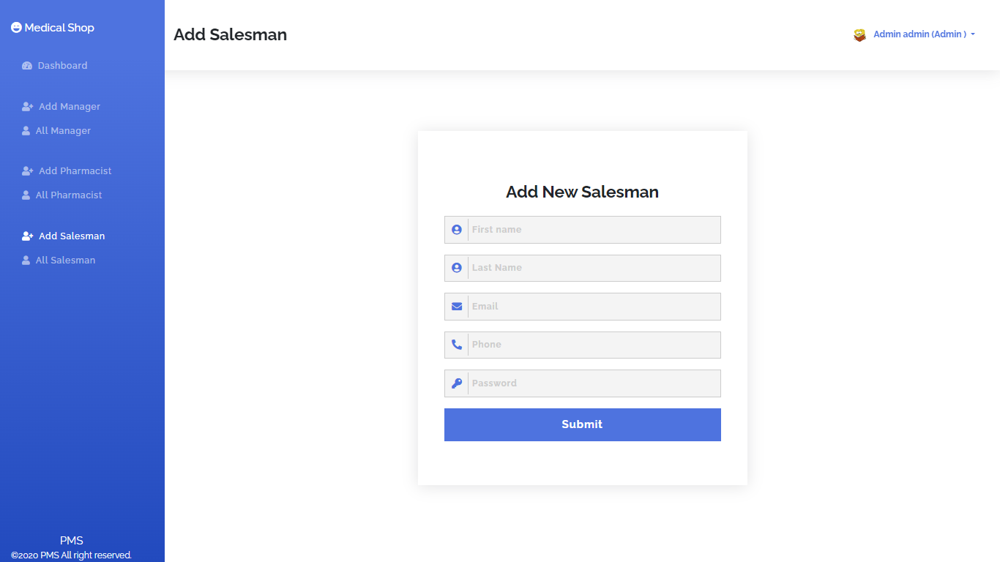 Medical Shop
Dashboard
Add Manager
All Manager
Add Pharmacist
All Pharmacist
Add Salesman
All Salesman
PMS
©2020 PMS All right reserved.
Add Salesman
Admin admin (Admin )
Add New Salesman
First name
Last Name
Email
Phone
Password
Submit